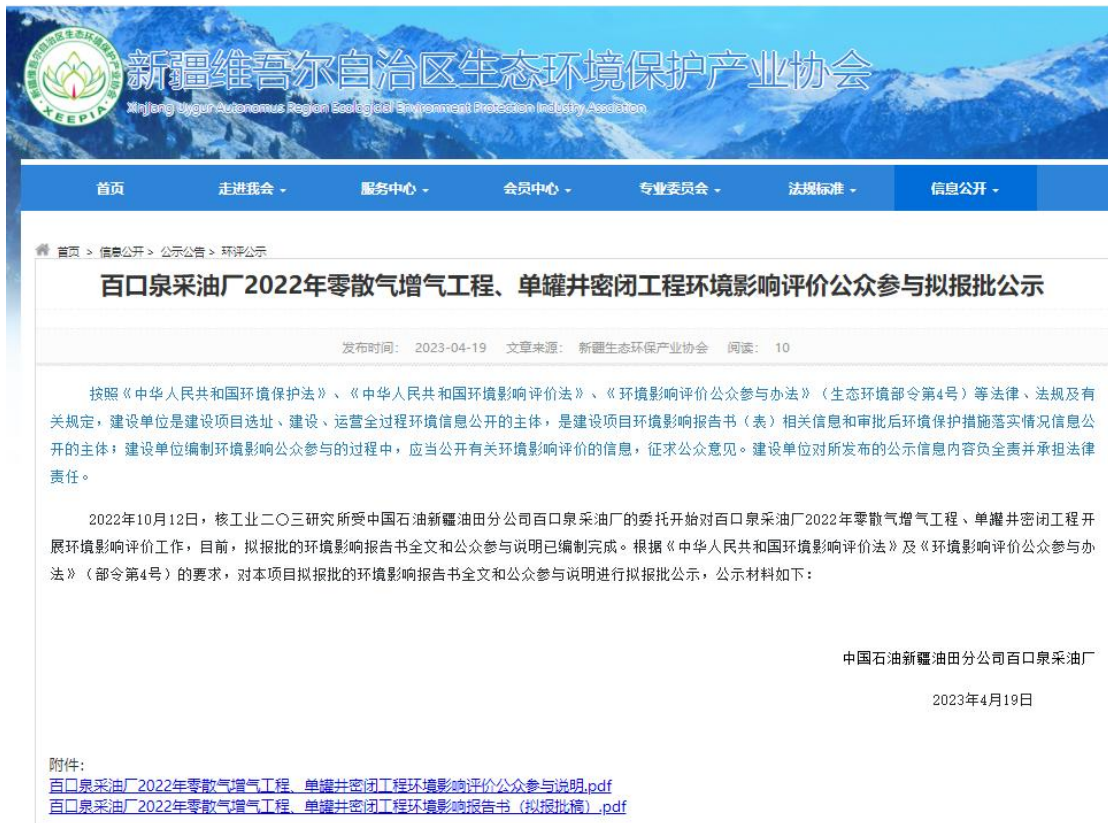 新疆维吾尔自治区生态环境保护产业协会
XinJiang Uygur Autonomus Region Ecological Environment Protection Industry Association
XEEPIA
首页 走进我会 服务中心 会员中心 专业委员会 法规标准 信息公开
首页 > 信息公开 > 公示公告 > 环评公示
百口泉采油厂2022年零散气增气工程、单罐井密闭工程环境影响评价公众参与拟报批公示
发布时间: 2023-04-19 文章来源: 新疆生态环保产业协会 阅读: 10
按照《中华人民共和国环境保护法》、《中华人民共和国环境影响评价法》、《环境影响评价公众参与办法》（生态环境部令第4号）等法律、法规及有
关规定，建设单位是建设项目选址、建设、运营全过程环境信息公开的主体，是建设项目环境影响报告书（表）相关信息和审批后环境保护措施落实情况信息公
开的主体；建设单位编制环境影响公众参与的过程中，应当公开有关环境影响评价的信息，征求公众意见。建设单位对所发布的公示信息内容负全责并承担法律
责任。
2022年10月12日，核工业二〇三研究所受中国石油新疆油田分公司百口泉采油厂的委托开始对百口泉采油厂2022年零散气增气工程、单罐井密闭工程开
展环境影响评价工作，目前，拟报批的环境影响报告书全文和公众参与说明已编制完成。根据《中华人民共和国环境影响评价法》及《环境影响评价公众参与办
法》（部令第4号）的要求，对本项目拟报批的环境影响报告书全文和公众参与说明进行拟报批公示，公示材料如下：
中国石油新疆油田分公司百口泉采油厂
2023年4月19日
附件:
百口泉采油厂2022年零散气增气工程、单罐井密闭工程环境影响评价公众参与说明.pdf
百口泉采油厂2022年零散气增气工程、单罐井密闭工程环境影响报告书（拟报批稿）.pdf